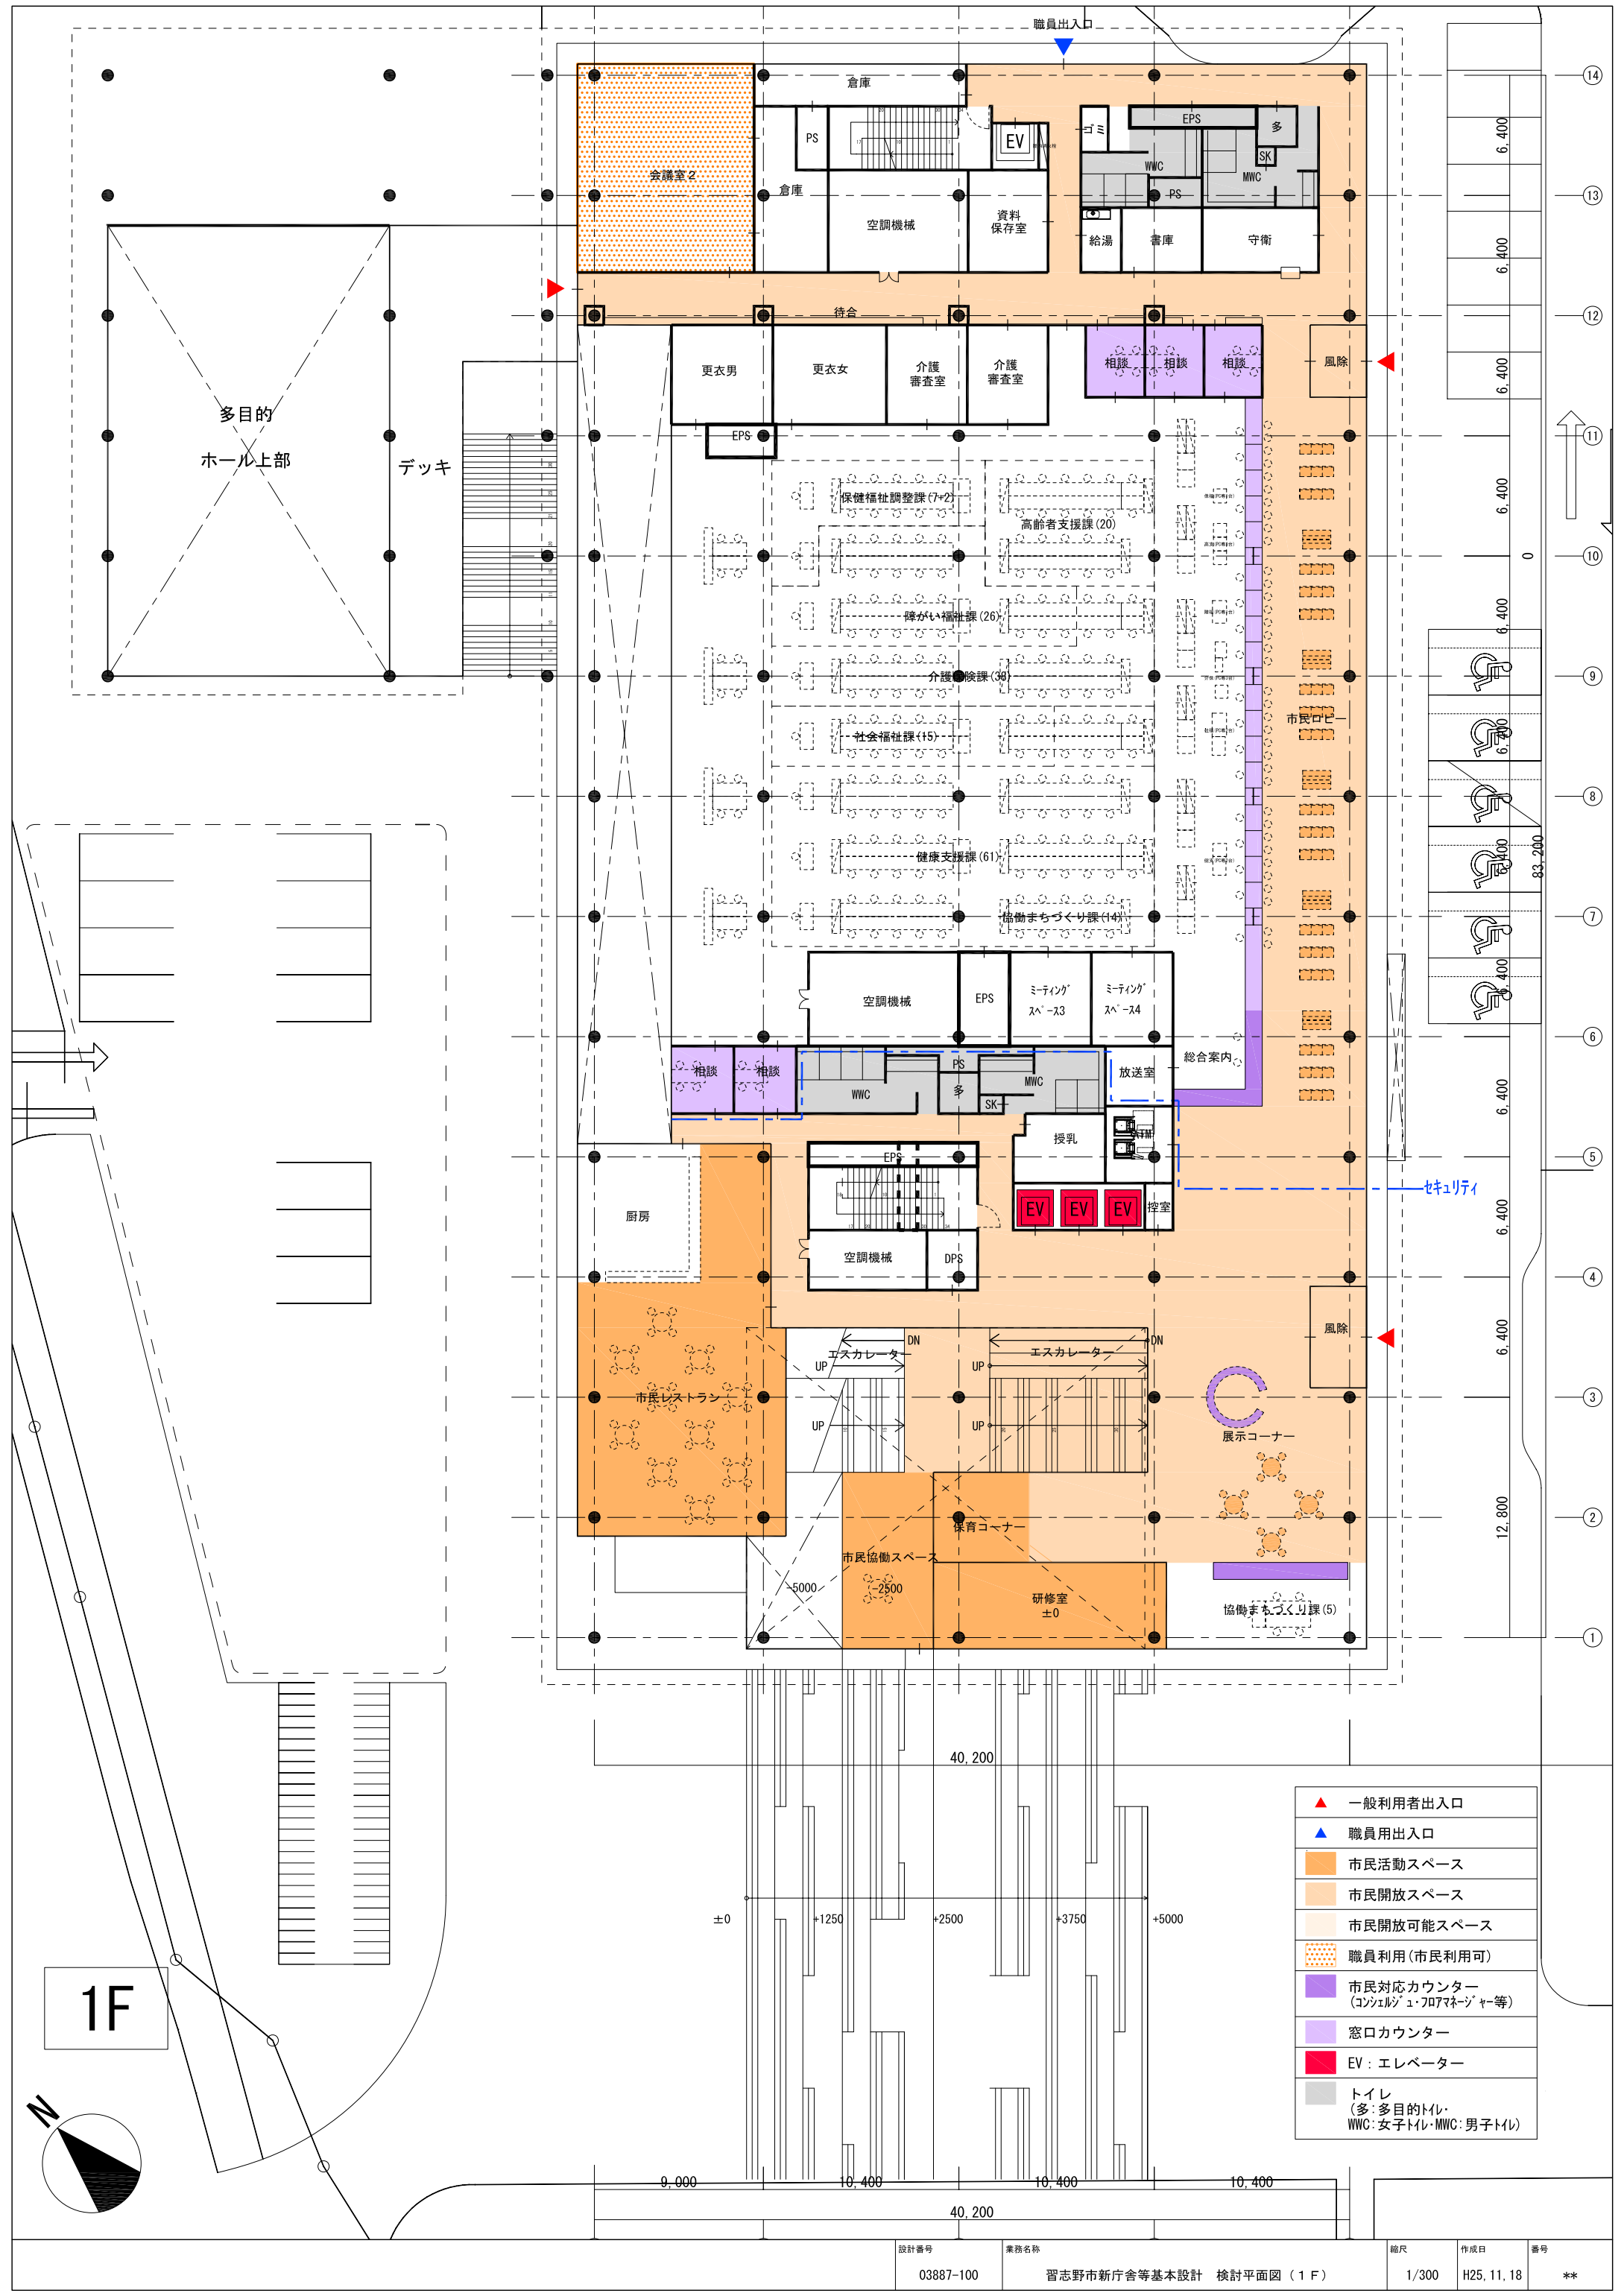 職員出入口
倉庫
PS
EV
ゴミ
EPS
多
SK
WWC
MWC
PS
会議室2
倉庫
空調機械
資料
保存室
給湯
書庫
守衛
待合
更衣男
更衣女
介護
審査室
介護
審査室
相談
相談
相談
風除
EPS
多目的
ホール上部
デッキ
保健福祉調整課(7+2)
高齢者支援課(20)
障がい福祉課(26)
社会福祉課(15)
市民ロビー
健康支援課(61)
協働まちづくり課(14)
空調機械
EPS
ミーティング
スペース3
ミーティング
スペース4
総合案内
相談
相談
WWC
PS
多
SK
MWC
放送室
授乳
ATM
EPS
厨房
EV
EV
EV
控室
セキュリティ
空調機械
DPS
風除
DN
エスカレーター
UP
UP
DN
エスカレーター
UP
UP
市民レストラン
展示コーナー
保育コーナー
市民協働スペース
-5000
-2500
研修室
±0
協働まちづくり課(5)
⑭
⑬
⑫
⑪
⑩
⑨
⑧
⑦
⑥
⑤
④
③
②
①
6,400
6,400
6,400
6,400
6,400
6,400
6,400
6,400
6,400
6,400
6,400
12,800
83,200
0
40,200
±0
+1250
+2500
+3750
+5000
9,000
10,400
10,400
10,400
40,200
1F
N
一般利用者出入口
職員用出入口
市民活動スペース
市民開放スペース
市民開放可能スペース
職員利用(市民利用可)
市民対応カウンター
(コンシェルジュ・フロアマネージャー等)
窓口カウンター
EV：エレベーター
トイレ
(多:多目的トイレ・
WWC:女子トイレ・MWC:男子トイレ)
設計番号
03887-100
業務名称
習志野市新庁舎等基本設計 検討平面図（1F）
縮尺
1/300
作成日
H25,11,18
番号
**